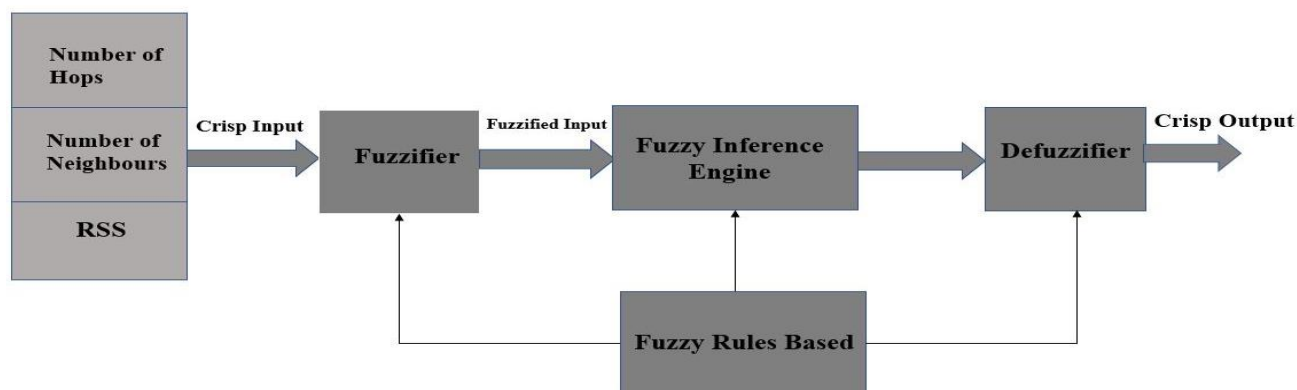 Number of
Hops
Number of
Neighbours
RSS
Crisp Input
Fuzzifier
Fuzzified Input
Fuzzy Inference
Engine
Defuzzifier
Crisp Output
Fuzzy Rules Based